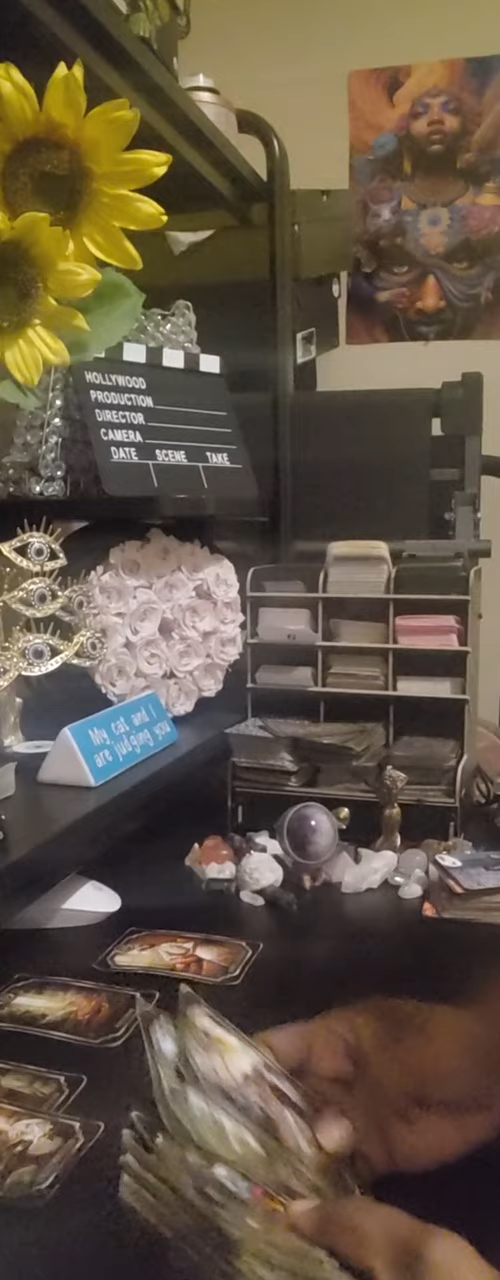 HOLLYWOOD
PRODUCTION
DIRECTOR
CAMERA
DATE SCENE TAKE
My cat and I
are judging you